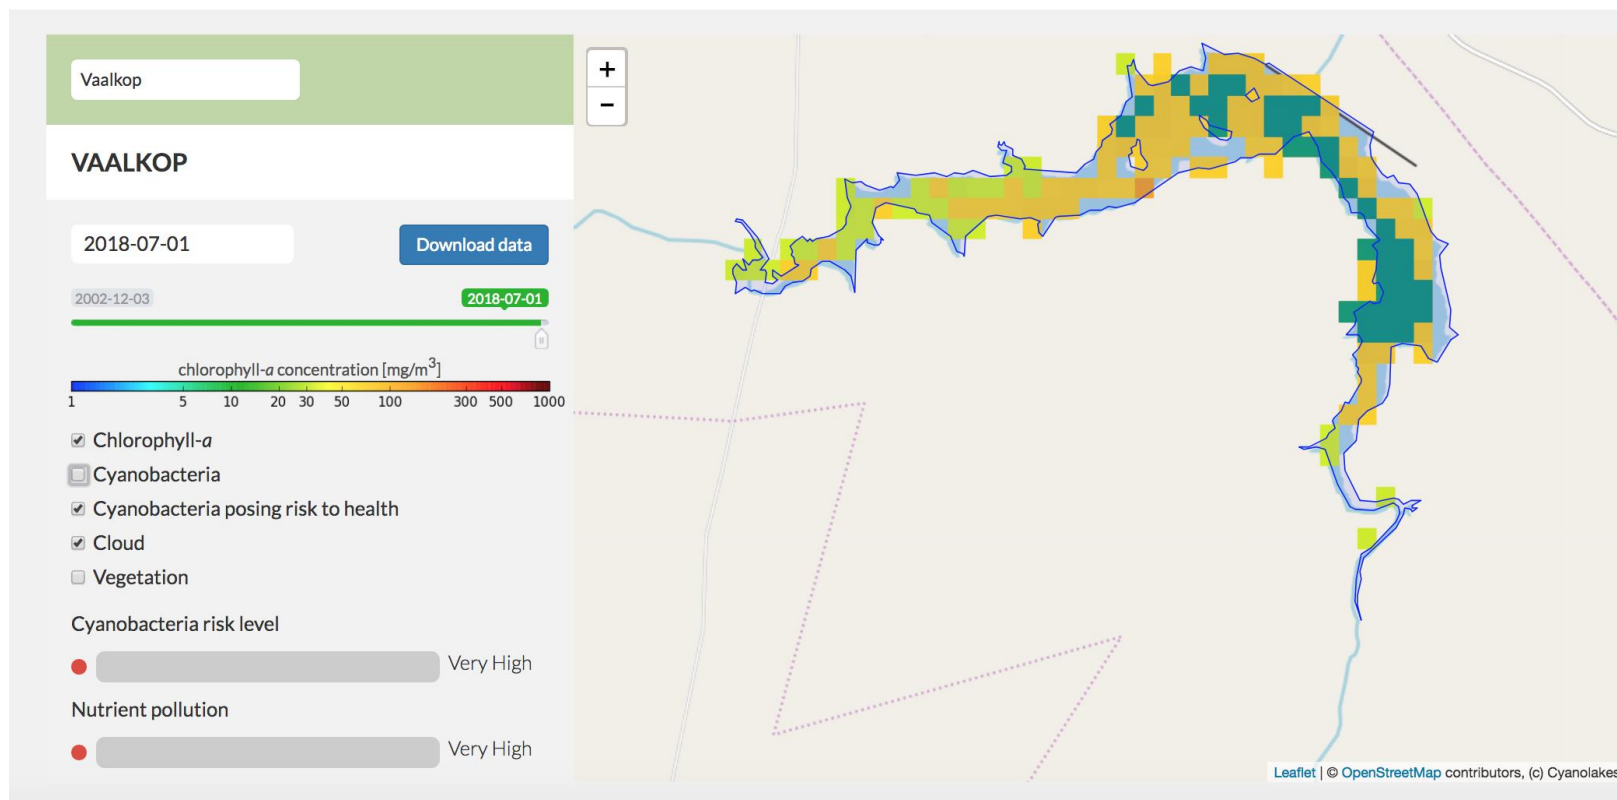 Vaalkop
VAALKOP
2018-07-01
Download data
2002-12-03
2018-07-01
chlorophyll-a concentration [mg/m³]
1 5 10 20 30 50 100 300 500 1000
Chlorophyll-a
Cyanobacteria
Cyanobacteria posing risk to health
Cloud
Vegetation
Cyanobacteria risk level
Very High
Nutrient pollution
Very High
+
−
Leaflet | © OpenStreetMap contributors, (c) Cyanolakes